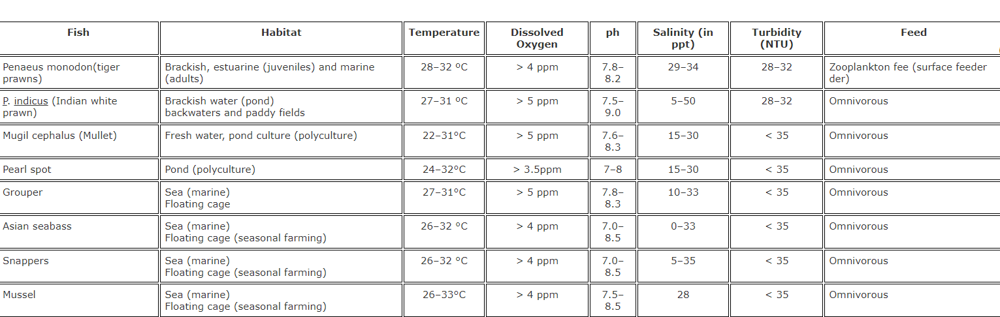 Fish Habitat Temperature Dissolved Oxygen ph Salinity (in ppt) Turbidity (NTU) Feed
Penaeus monodon(tiger prawns) Brackish, estuarine (juveniles) and marine (adults) 28–32 ºC > 4 ppm 7.8–8.2 29–34 28–32 Zooplankton fee (surface feeder der)
P. indicus (Indian white prawn) Brackish water (pond) backwaters and paddy fields 27–31 ºC > 5 ppm 7.5–9.0 5–50 28–32 Omnivorous
Mugil cephalus (Mullet) Fresh water, pond culture (polyculture) 22–31°C > 5 ppm 7.6–8.3 15–30 < 35 Omnivorous
Pearl spot Pond (polyculture) 24–32°C > 3.5ppm 7–8 15–30 < 35 Omnivorous
Grouper Sea (marine) Floating cage 27–31°C > 5 ppm 7.8–8.3 10–33 < 35 Omnivorous
Asian seabass Sea (marine) Floating cage (seasonal farming) 26–32 ºC > 4 ppm 7.0–8.5 0–33 < 35 Omnivorous
Snappers Sea (marine) Floating cage (seasonal farming) 26–32 ºC > 4 ppm 7.0–8.5 5–35 < 35 Omnivorous
Mussel Sea (marine) Floating cage (seasonal farming) 26–33°C > 4 ppm 7.5–8.5 28 < 35 Omnivorous